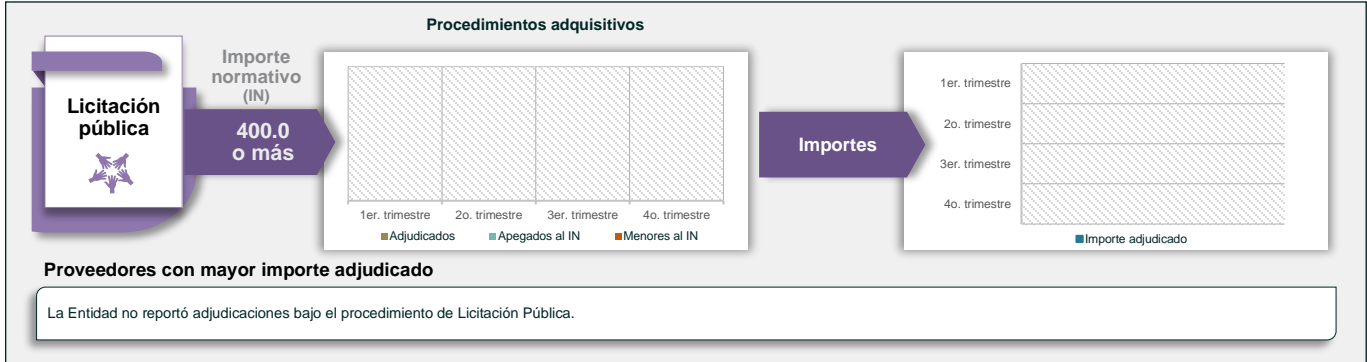 Procedimientos adquisitivos
Licitación
pública
Importe
normativo
(IN)
400.0
o más
1er. trimestre 2o. trimestre 3er. trimestre 4o. trimestre
Adjudicados Apegados al IN Menores al IN
Importes
1er. trimestre
2o. trimestre
3er. trimestre
4o. trimestre
Importe adjudicado
Proveedores con mayor importe adjudicado
La Entidad no reportó adjudicaciones bajo el procedimiento de Licitación Pública.